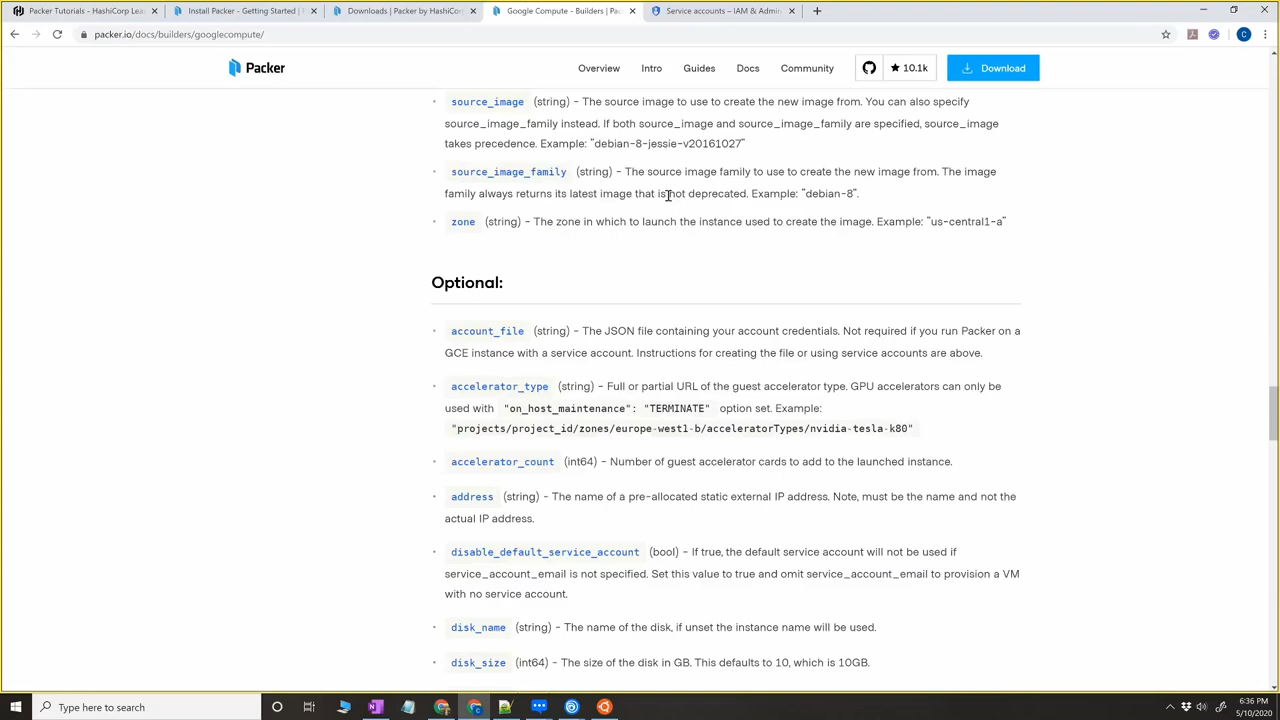 Packer Tutorials - HashiCorp Lea
Install Packer - Getting Started |
Downloads | Packer by HashiCorp
Google Compute - Builders | Pac
Service accounts – IAM & Admin
packer.io/docs/builders/googlecompute/
Packer
Overview
Intro
Guides
Docs
Community
10.1k
Download
source_image (string) - The source image to use to create the new image from. You can also specify
source_image_family instead. If both source_image and source_image_family are specified, source_image
takes precedence. Example: "debian-8-jessie-v20161027"
source_image_family (string) - The source image family to use to create the new image from. The image
family always returns its latest image that is not deprecated. Example: "debian-8".
zone (string) - The zone in which to launch the instance used to create the image. Example: "us-central1-a"
Optional:
account_file (string) - The JSON file containing your account credentials. Not required if you run Packer on a
GCE instance with a service account. Instructions for creating the file or using service accounts are above.
accelerator_type (string) - Full or partial URL of the guest accelerator type. GPU accelerators can only be
used with "on_host_maintenance": "TERMINATE" option set. Example:
"projects/project_id/zones/europe-west1-b/acceleratorTypes/nvidia-tesla-k80"
accelerator_count (int64) - Number of guest accelerator cards to add to the launched instance.
address (string) - The name of a pre-allocated static external IP address. Note, must be the name and not the
actual IP address.
disable_default_service_account (bool) - If true, the default service account will not be used if
service_account_email is not specified. Set this value to true and omit service_account_email to provision a VM
with no service account.
disk_name (string) - The name of the disk, if unset the instance name will be used.
disk_size (int64) - The size of the disk in GB. This defaults to 10, which is 10GB.
Type here to search
6:36 PM
5/10/2020